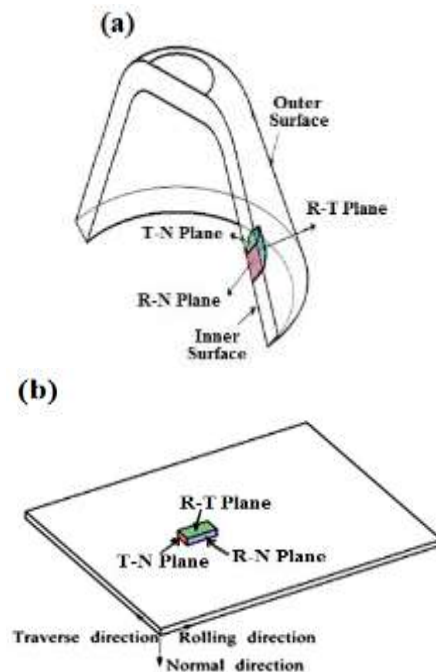 (a)
Outer
Surface
R-T Plane
T-N Plane
R-N Plane
Inner
Surface
(b)
R-T Plane
T-N Plane
R-N Plane
Traverse direction
Rolling direction
Normal direction